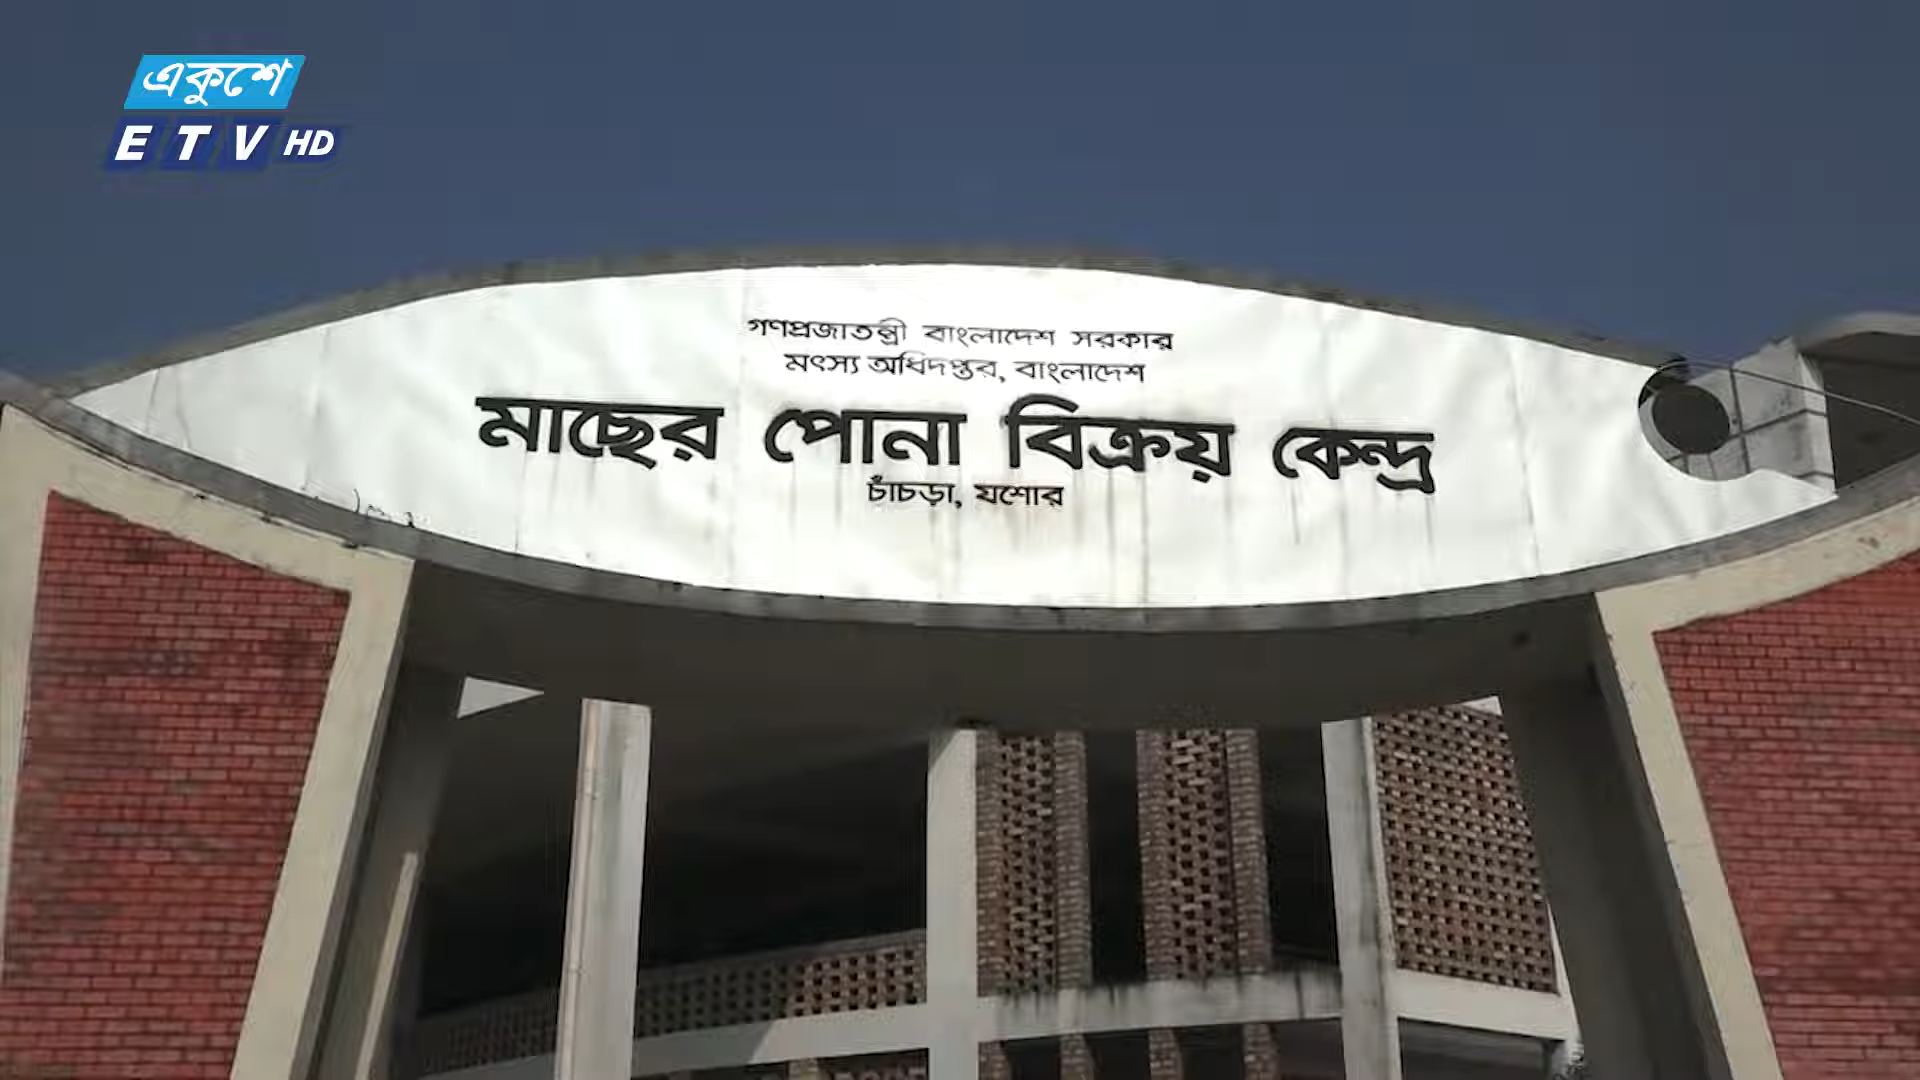 একুশে
ETV HD
গণপ্রজাতন্ত্রী বাংলাদেশ সরকার
মৎস্য অধিদপ্তর, বাংলাদেশ
মাছের পোনা বিক্রয় কেন্দ্র
চাঁচড়া, যশোর